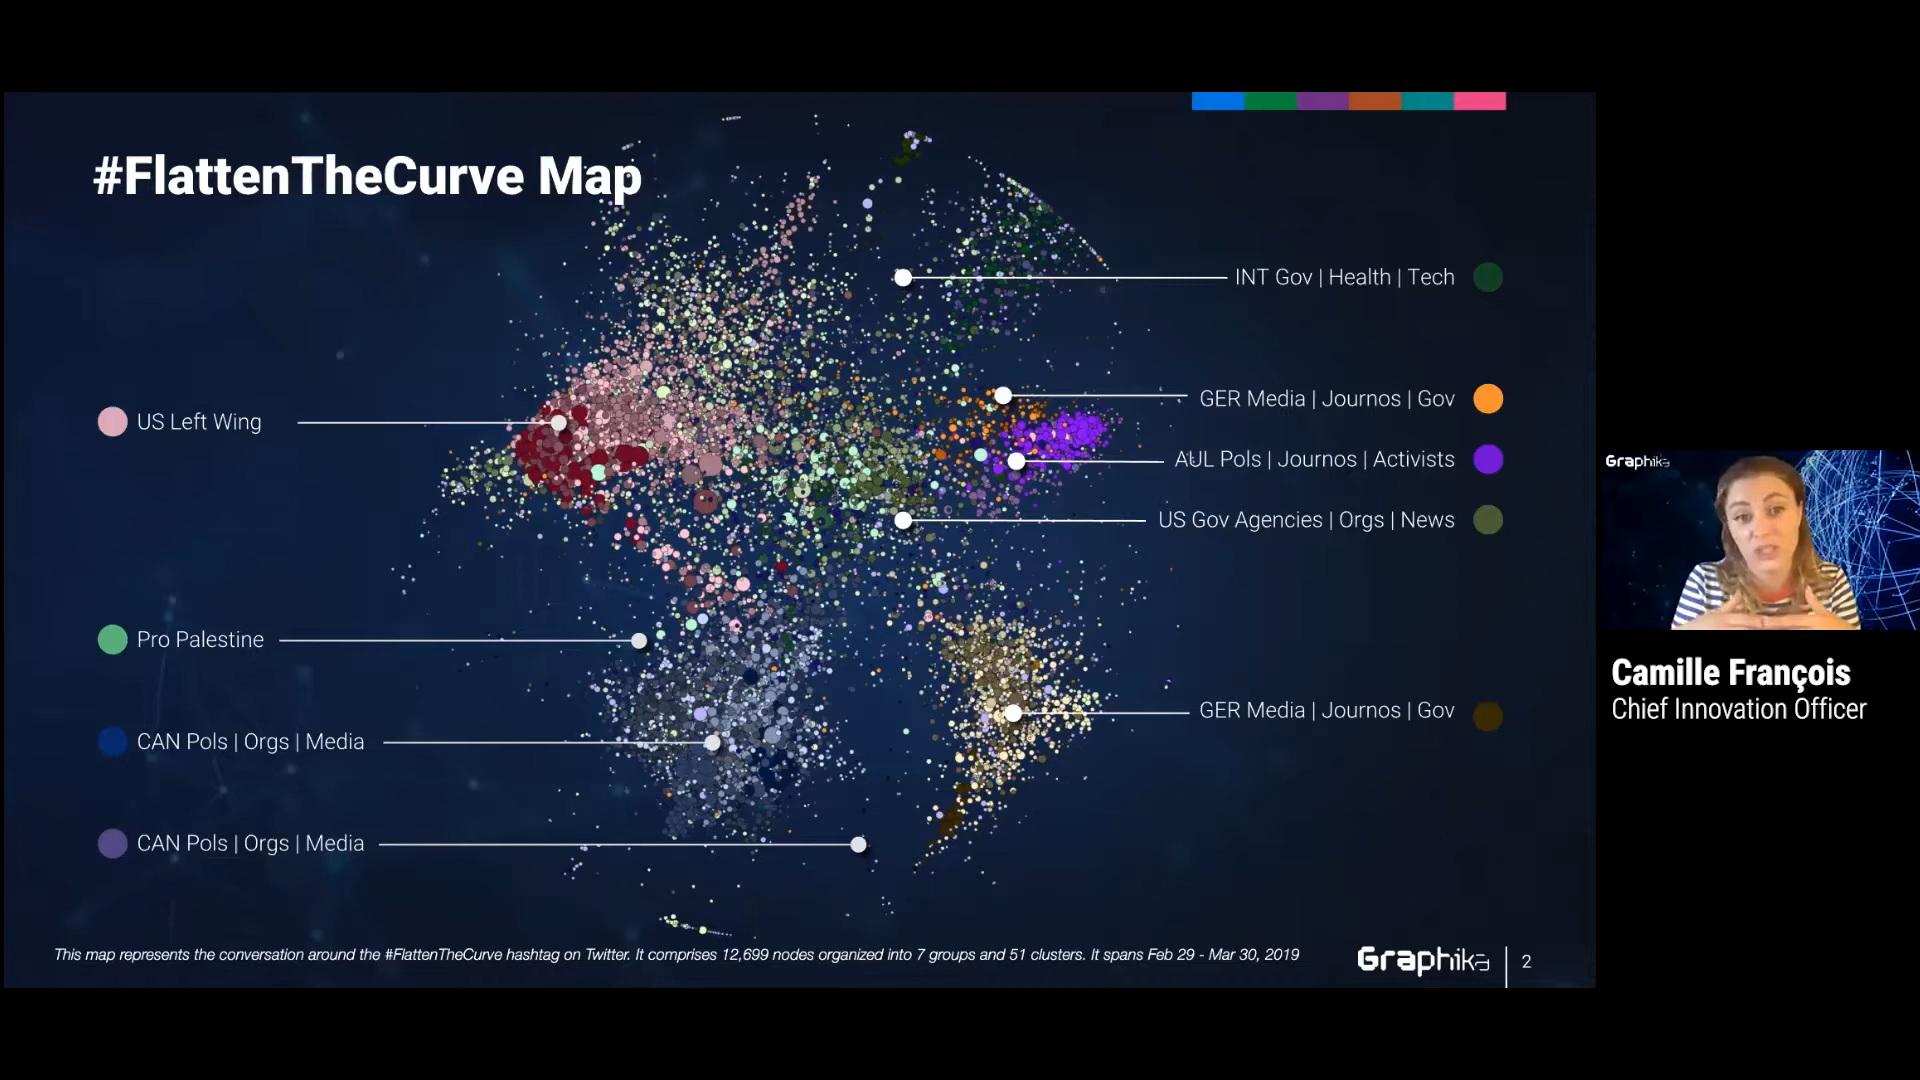 #FlattenTheCurve Map
INT Gov | Health | Tech
GER Media | Journos | Gov
US Left Wing
AUL Pols | Journos | Activists
US Gov Agencies | Orgs | News
Pro Palestine
GER Media | Journos | Gov
CAN Pols | Orgs | Media
CAN Pols | Orgs | Media
This map represents the conversation around the #FlattenTheCurve hashtag on Twitter. It comprises 12,699 nodes organized into 7 groups and 51 clusters. It spans Feb 29 - Mar 30, 2019
Graphika
2
Graphika
Camille François
Chief Innovation Officer